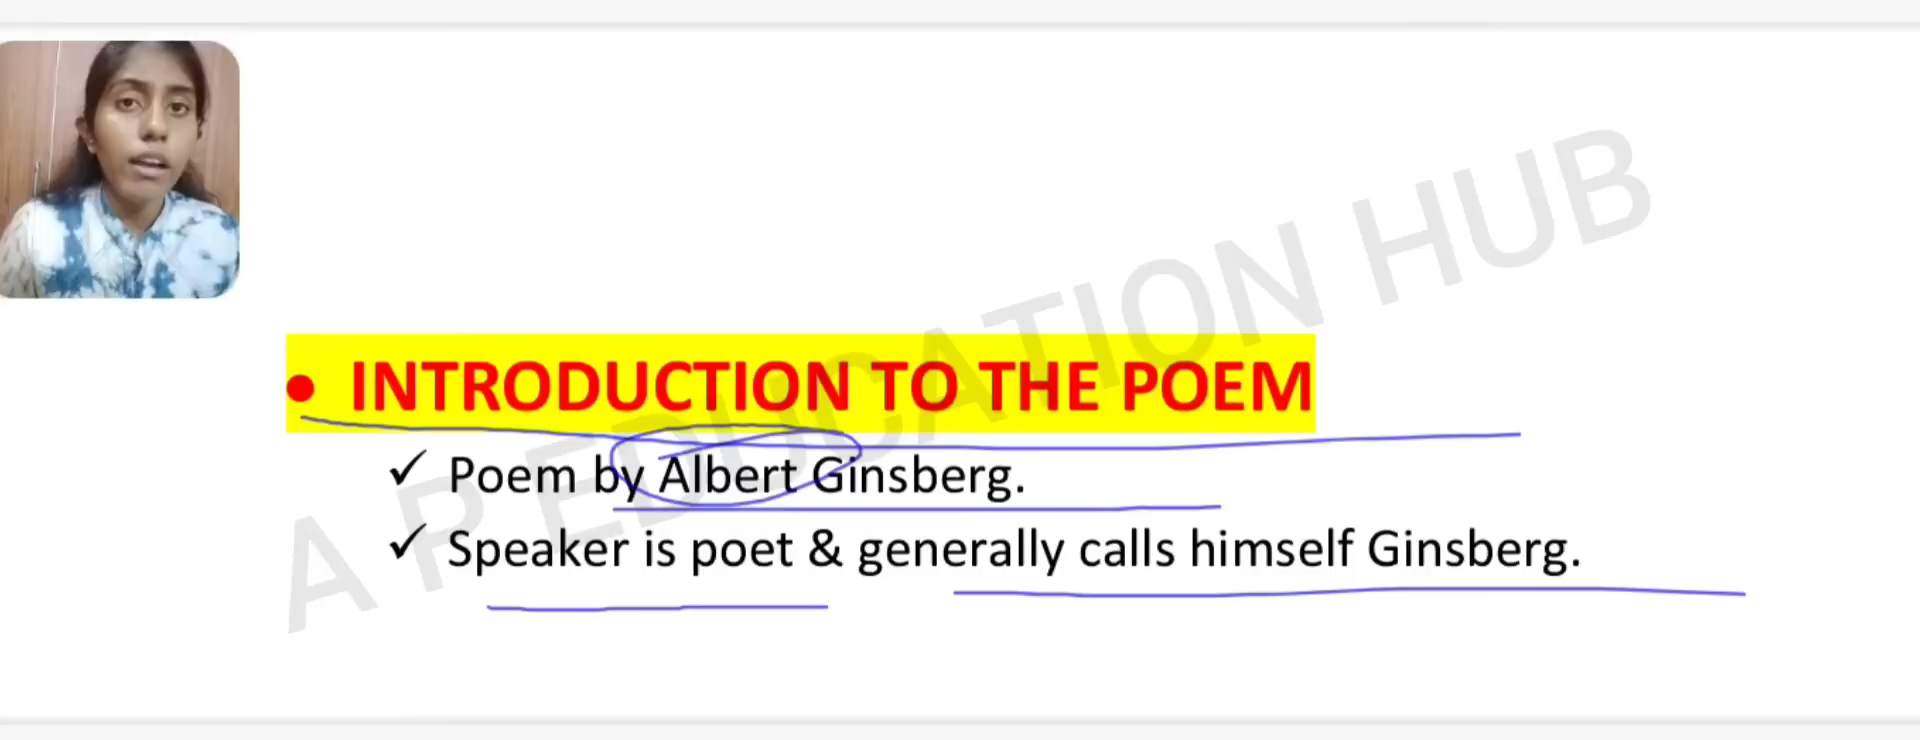 A P EDUCATION HUB
• INTRODUCTION TO THE POEM
✓ Poem by Albert Ginsberg.
✓ Speaker is poet & generally calls himself Ginsberg.